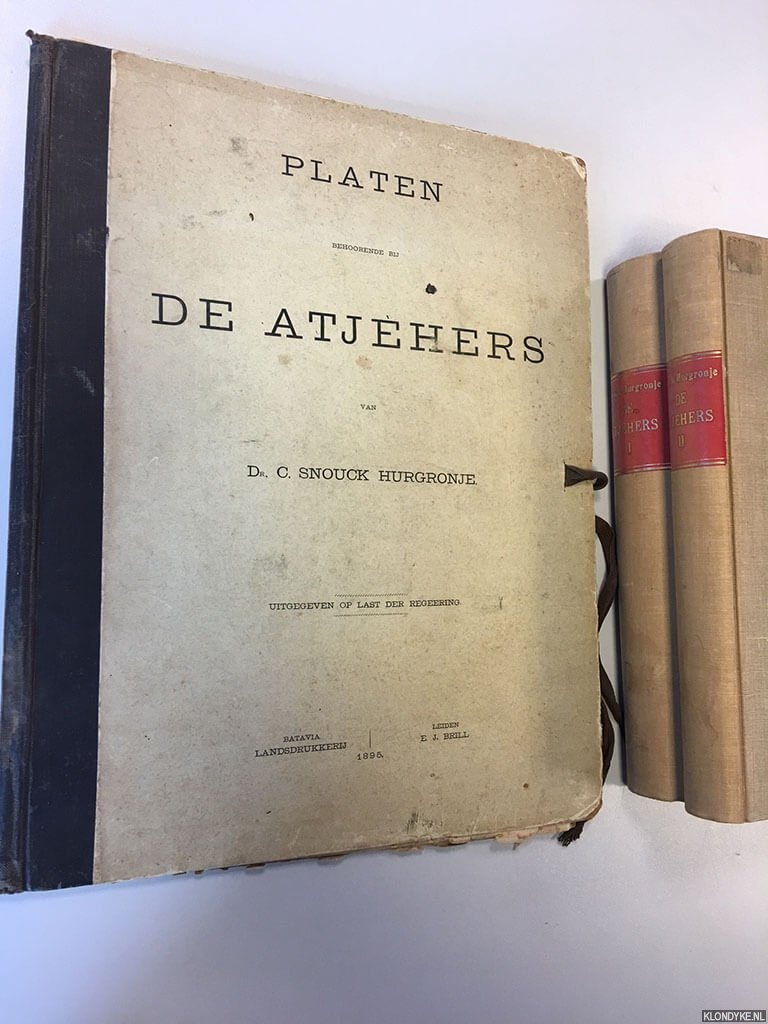 PLATEN
BEHOORENDE BIJ
DE ATJÈHERS
VAN
DR. C. SNOUCK HURGRONJE.
UITGEGEVEN OP LAST DER REGEERING.
BATAVIA
LANDSDRUKKERIJ
LEIDEN
E. J. BRILL
1895.
Hurgronje
I
Hurgronje
DE
II
KLONDYKE.NL